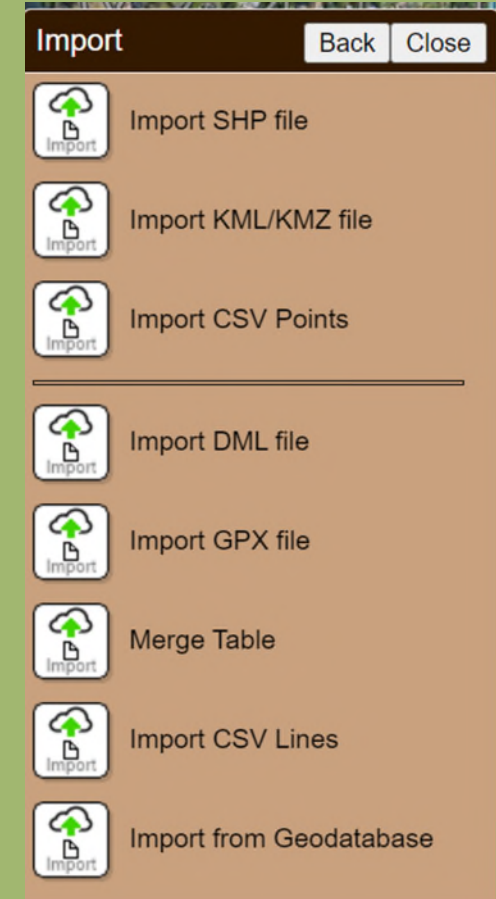 Import Back Close
Import
Import SHP file
Import
Import KML/KMZ file
Import
Import CSV Points
Import
Import DML file
Import
Import GPX file
Import
Merge Table
Import
Import CSV Lines
Import
Import from Geodatabase